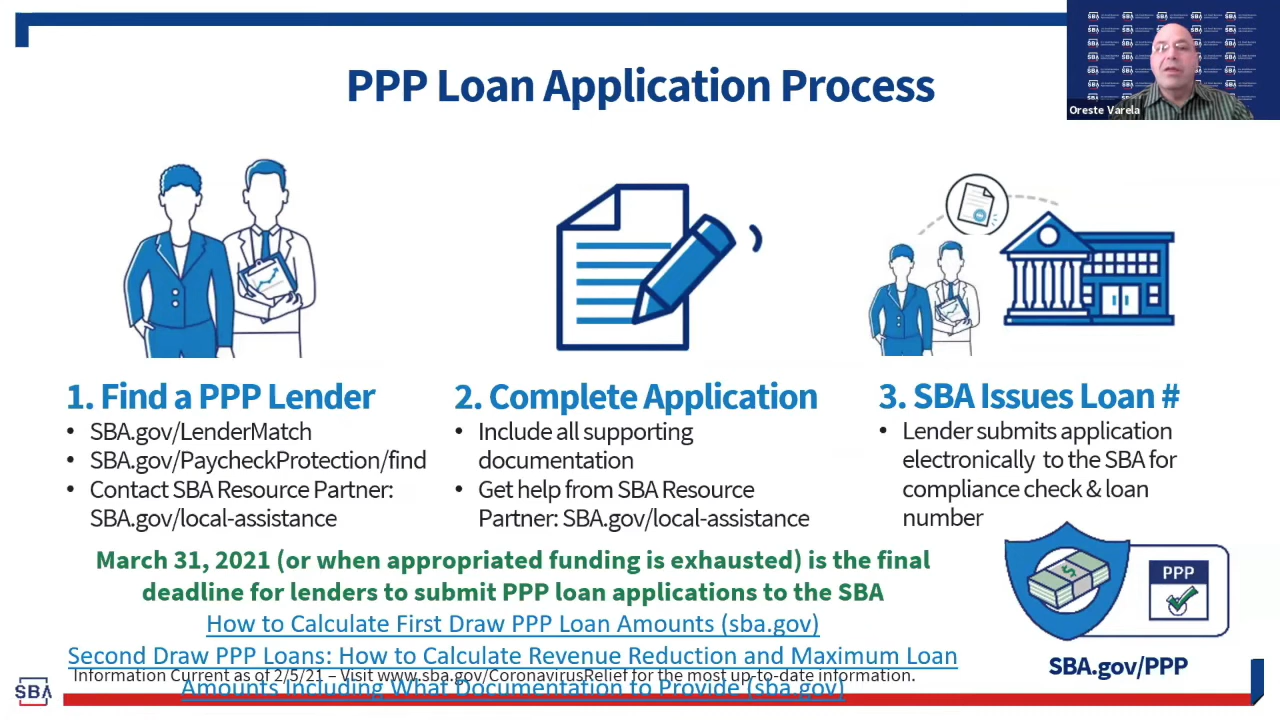 PPP Loan Application Process
Oreste Varela
1. Find a PPP Lender
• SBA.gov/LenderMatch
• SBA.gov/PaycheckProtection/find
• Contact SBA Resource Partner:
SBA.gov/local-assistance
2. Complete Application
• Include all supporting
documentation
• Get help from SBA Resource
Partner: SBA.gov/local-assistance
3. SBA Issues Loan #
• Lender submits application
electronically to the SBA for
compliance check & loan
number
March 31, 2021 (or when appropriated funding is exhausted) is the final
deadline for lenders to submit PPP loan applications to the SBA
How to Calculate First Draw PPP Loan Amounts (sba.gov)
Second Draw PPP Loans: How to Calculate Revenue Reduction and Maximum Loan
Amounts Including What Documentation to Provide (sba.gov)
Information Current as of 2/5/21 – Visit www.sba.gov/CoronavirusRelief for the most up-to-date information.
PPP
SBA.gov/PPP
SBA